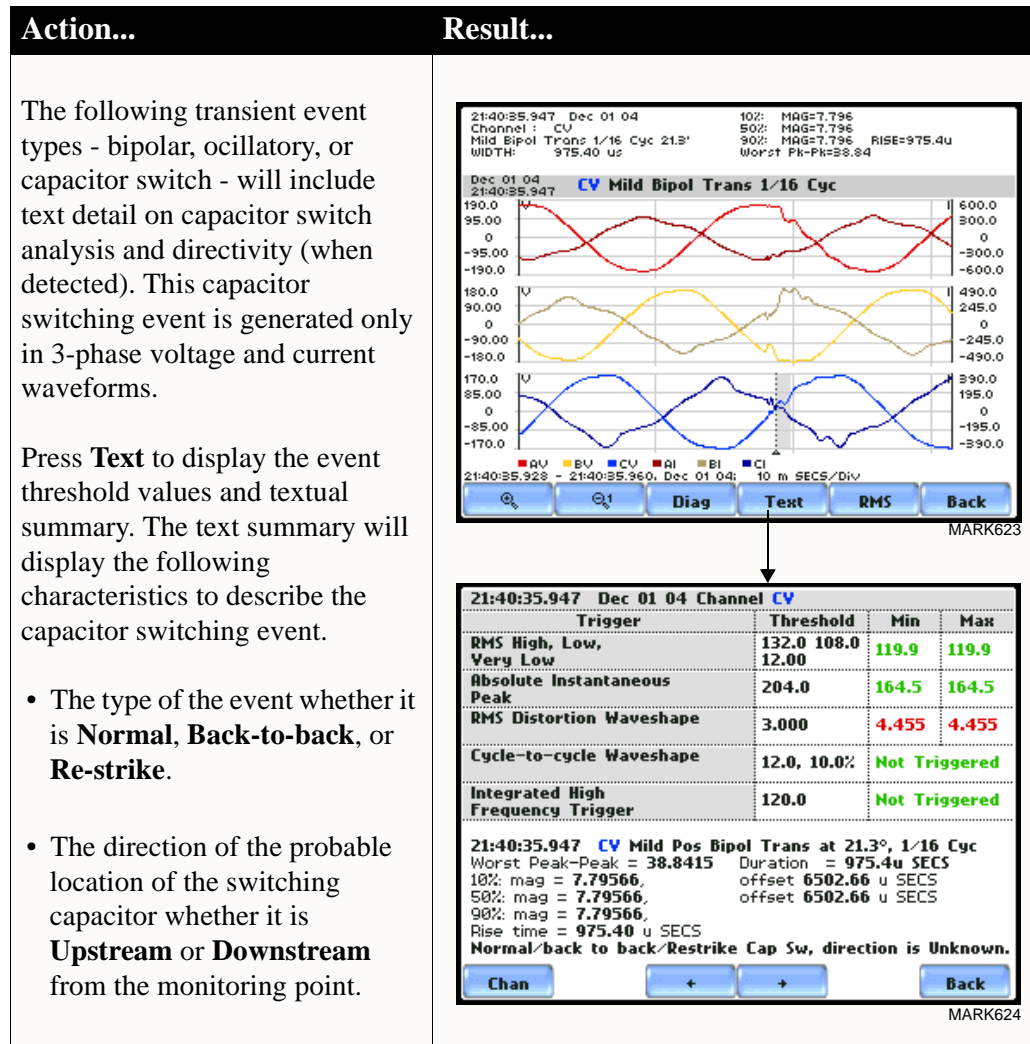 Action...
Result...
The following transient event
types - bipolar, ocillatory, or
capacitor switch - will include
text detail on capacitor switch
analysis and directivity (when
detected). This capacitor
switching event is generated only
in 3-phase voltage and current
waveforms.
Press Text to display the event
threshold values and textual
summary. The text summary will
display the following
characteristics to describe the
capacitor switching event.
• The type of the event whether it
is Normal, Back-to-back, or
Re-strike.
• The direction of the probable
location of the switching
capacitor whether it is
Upstream or Downstream
from the monitoring point.
21:40:35.947 Dec 01 04 10%: MAG=7.796
Channel : CV 50%: MAG=7.796
Mild Bipol Trans 1/16 Cyc 21.3° 90%: MAG=7.796 RISE=975.4u
WIDTH: 975.40 us Worst Pk-Pk=38.84
Dec 01 04
21:40:35.947 CV Mild Bipol Trans 1/16 Cyc
190.0 V I 600.0
95.00 300.0
0 0
-95.00 -300.0
-190.0 -600.0
180.0 V I 490.0
90.00 245.0
0 0
-90.00 -245.0
-180.0 -490.0
170.0 V I 390.0
85.00 195.0
0 0
-85.00 -195.0
-170.0 -390.0
AV BV CV AI BI CI
21:40:35.928 - 21:40:35.960, Dec 01 04: 10 m SECS/Div
1 Diag Text RMS Back
MARK623
21:40:35.947 Dec 01 04 Channel CV
Trigger Threshold Min Max
RMS High, Low, 132.0 108.0 119.9 119.9
Very Low 12.00
Absolute Instantaneous 204.0 164.5 164.5
Peak
RMS Distortion Waveshape 3.000 4.455 4.455
Cycle-to-cycle Waveshape 12.0, 10.0% Not Triggered
Integrated High 120.0 Not Triggered
Frequency Trigger
21:40:35.947 CV Mild Pos Bipol Trans at 21.3°, 1/16 Cyc
Worst Peak-Peak = 38.8415 Duration = 975.4u SECS
10%: mag = 7.79566, offset 6502.66 u SECS
50%: mag = 7.79566, offset 6502.66 u SECS
90%: mag = 7.79566,
Rise time = 975.40 u SECS
Normal/back to back/Restrike Cap Sw, direction is Unknown.
Chan ← → Back
MARK624